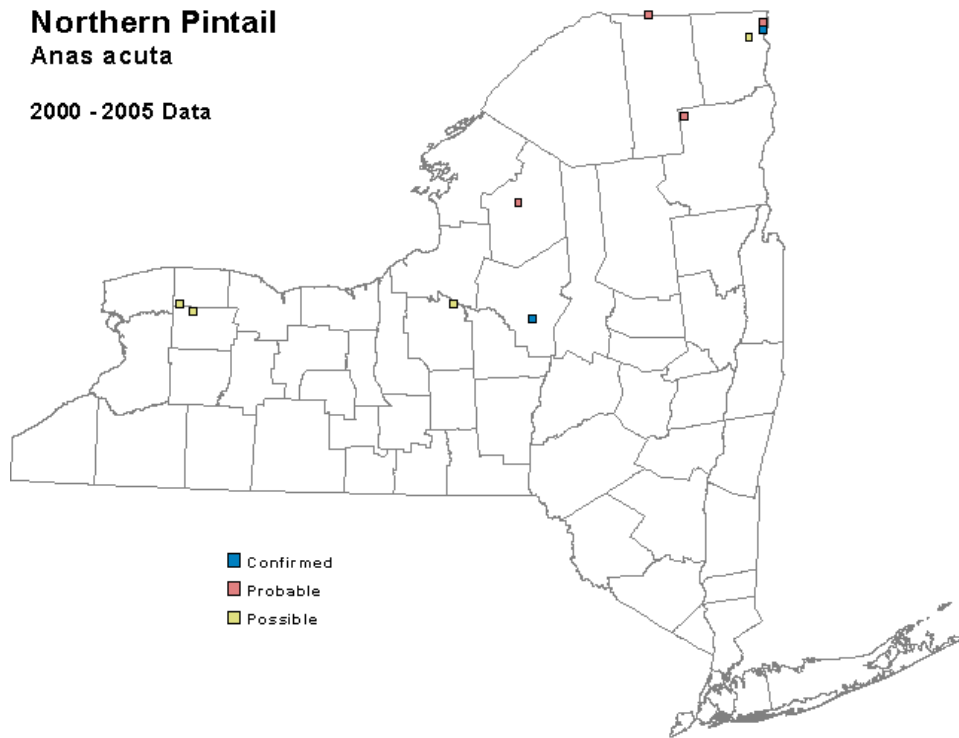 Northern Pintail
Anas acuta
2000 - 2005 Data
Confirmed
Probable
Possible